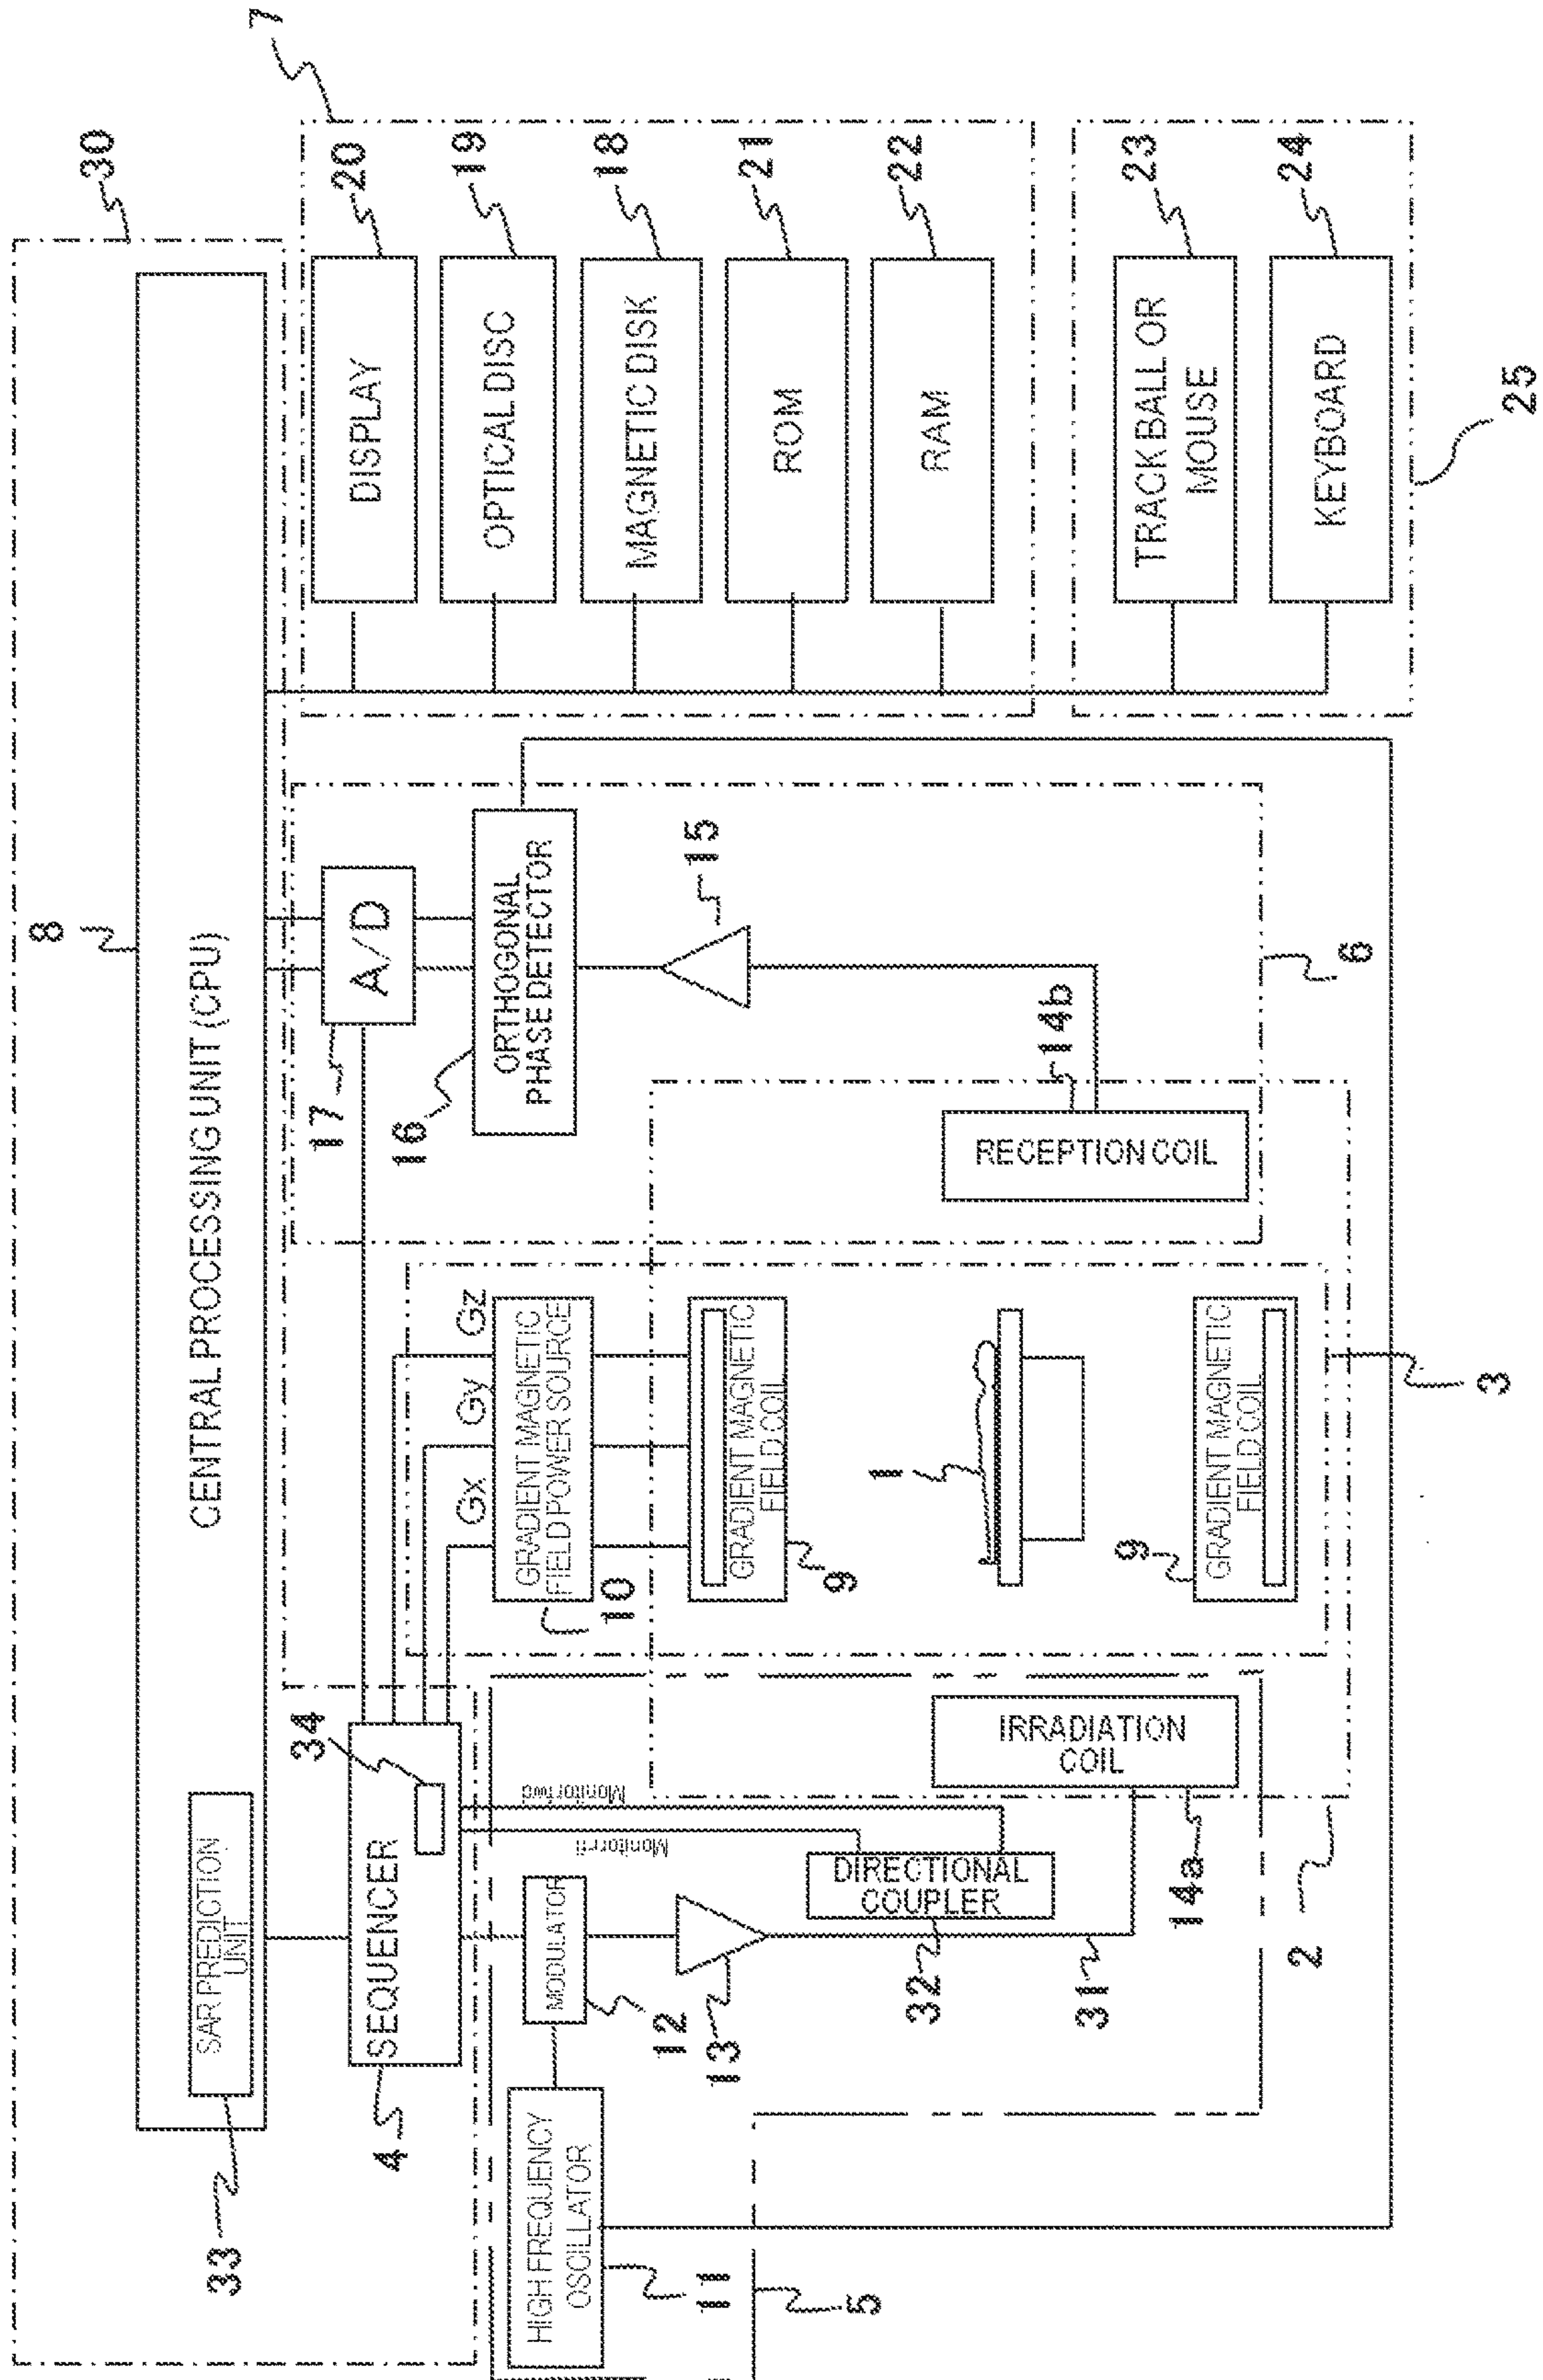 30
8
CENTRAL PROCESSING UNIT (CPU)
SAR PREDICTION
UNIT
33
7
DISPLAY
20
OPTICAL DISC
19
MAGNETIC DISK
18
ROM
21
RAM
22
TRACK BALL OR
MOUSE
23
KEYBOARD
24
25
SEQUENCER
4
34
A/D
17
ORTHOGONAL
PHASE DETECTOR
16
15
14b
RECEPTION COIL
6
Gx
Gy
Gz
GRADIENT MAGNETIC
FIELD POWER SOURCE
10
GRADIENT MAGNETIC
FIELD COIL
9
1
GRADIENT MAGNETIC
FIELD COIL
9
3
HIGH FREQUENCY
OSCILLATOR
11
5
MODULATOR
12
13
Monitorfwd
DIRECTIONAL
COUPLER
32
31
IRRADIATION
COIL
14a
2